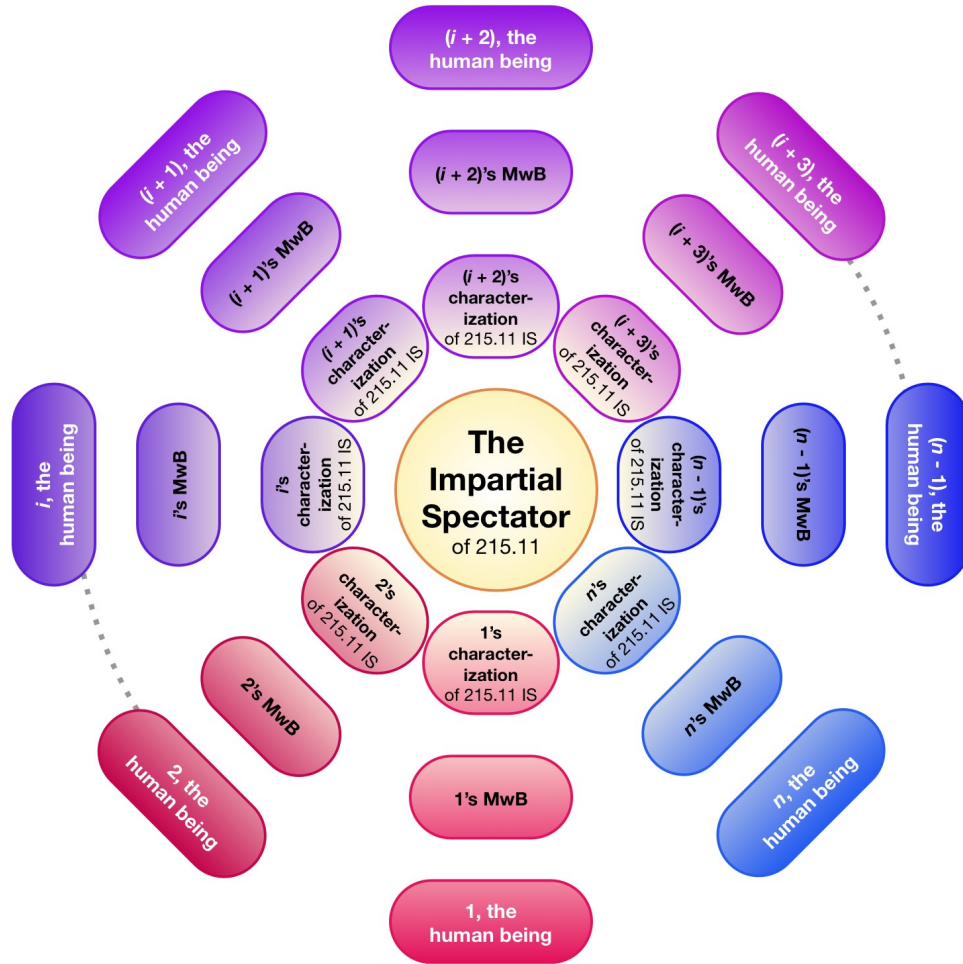 (i + 2), the
human being
(i + 2)'s MwB
(i + 2)'s
character-
ization
of 215.11 IS
(i + 1), the
human being
(i + 1)'s MwB
(i + 1)'s
character-
ization
of 215.11 IS
(i + 3), the
human being
(i + 3)'s MwB
(i + 3)'s
character-
ization
of 215.11 IS
i, the
human being
i's MwB
i's
character-
ization
of 215.11 IS
The
Impartial
Spectator
of 215.11
(n - 1)'s
character-
ization
of 215.11 IS
(n - 1)'s MwB
(n - 1), the
human being
2's
character-
ization
of 215.11 IS
2's MwB
2, the
human being
1's
character-
ization
of 215.11 IS
1's MwB
1, the
human being
n's
character-
ization
of 215.11 IS
n's MwB
n, the
human being